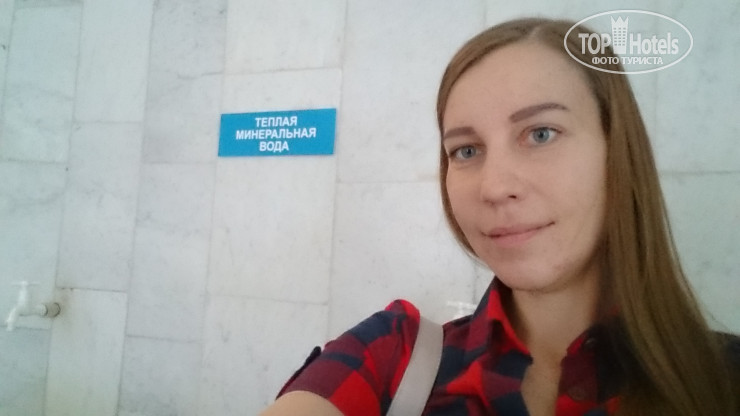 TOP Hotels
ФОТО ТУРИСТА
ТЕПЛАЯ
МИНЕРАЛЬНАЯ
ВОДА